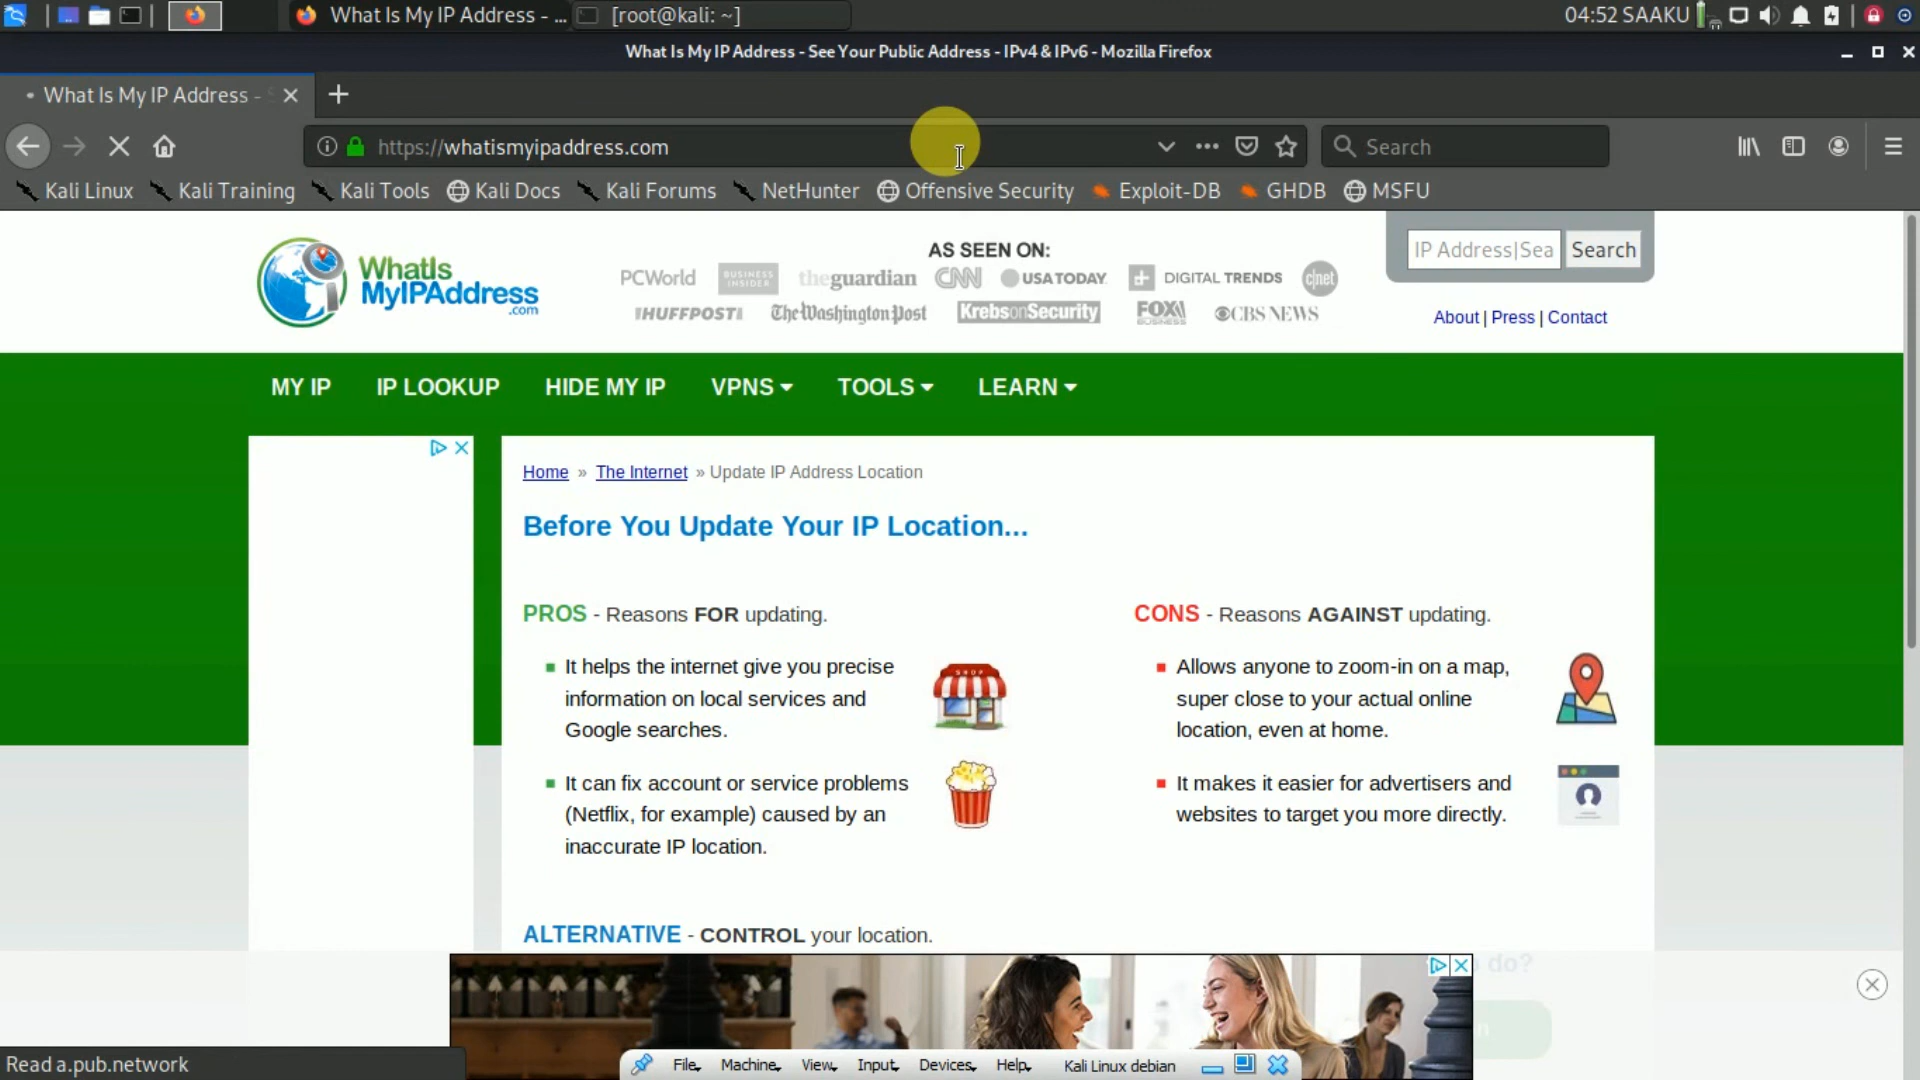 What Is My IP Address - ...
[root@kali: ~]
04:52 SAAKU
What Is My IP Address - See Your Public Address - IPv4 & IPv6 - Mozilla Firefox
What Is My IP Address -
https://whatismyipaddress.com
Search
Kali Linux
Kali Training
Kali Tools
Kali Docs
Kali Forums
NetHunter
Offensive Security
Exploit-DB
GHDB
MSFU
WhatIs
MyIPAddress
.com
AS SEEN ON:
PCWorld
BUSINESS
INSIDER
theguardian
CNN
USA TODAY
DIGITAL TRENDS
c|net
HUFFPOST
The Washington Post
KrebsonSecurity
FOX
BUSINESS
CBS NEWS
IP Address|Sea
Search
About | Press | Contact
MY IP
IP LOOKUP
HIDE MY IP
VPNS
TOOLS
LEARN
Home » The Internet » Update IP Address Location
Before You Update Your IP Location...
PROS - Reasons FOR updating.
It helps the internet give you precise
information on local services and
Google searches.
SHOP
It can fix account or service problems
(Netflix, for example) caused by an
inaccurate IP location.
CONS - Reasons AGAINST updating.
Allows anyone to zoom-in on a map,
super close to your actual online
location, even at home.
It makes it easier for advertisers and
websites to target you more directly.
ALTERNATIVE - CONTROL your location.
do?
Read a.pub.network
File
Machine
View
Input
Devices
Help
Kali Linux debian